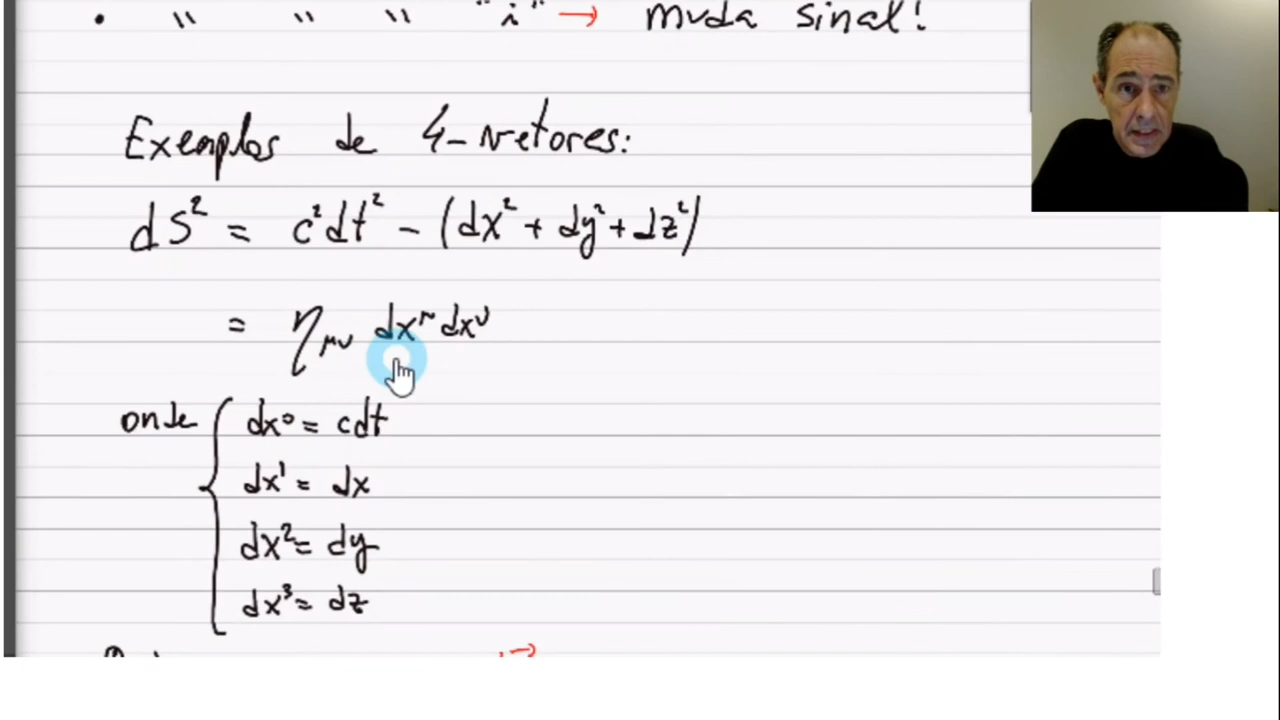 • " " " "i" → muda sinal!
Exemplos de 4-vetores:
dS² = c²dt² - (dx² + dy² + dz²)
= η_μν dx^μ dx^ν
onde { dx⁰ = cdt
dx¹ = dx
dx² = dy
dx³ = dz